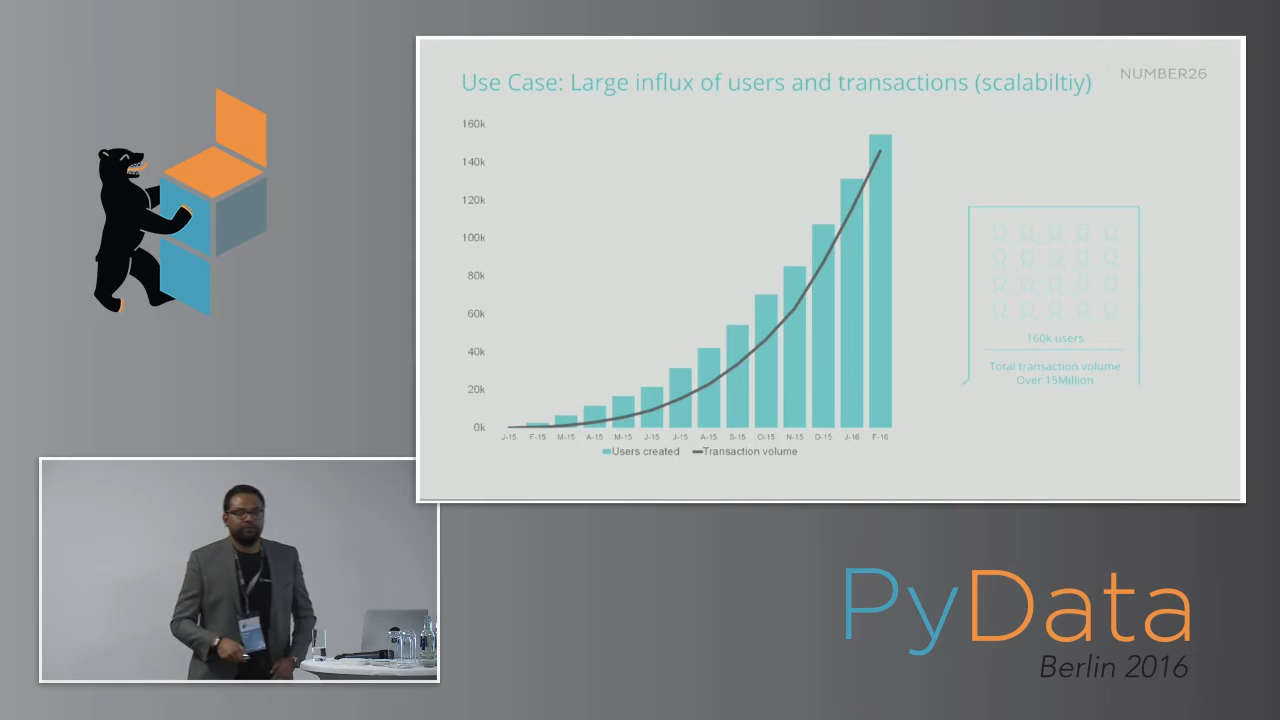 Use Case: Large influx of users and transactions (scalabiltiy)
NUMBER26
160k
140k
120k
100k
80k
60k
40k
20k
0k
J-15 F-15 M-15 A-15 M-15 J-15 J-15 A-15 S-15 O-15 N-15 D-15 J-16 F-16
Users created Transaction volume
160k users
Total transaction volume
Over 15Million
PyData
Berlin 2016